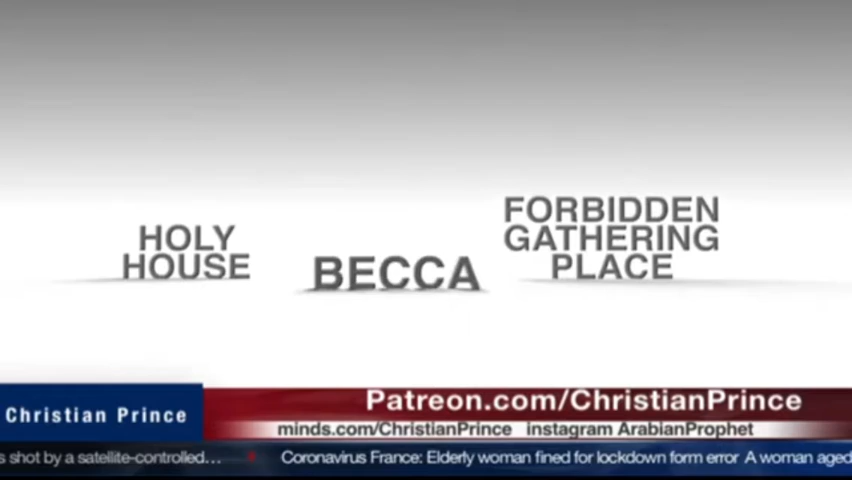 HOLY
HOUSE
BECCA
FORBIDDEN
GATHERING
PLACE
Christian Prince
Patreon.com/ChristianPrince
minds.com/ChristianPrince instagram ArabianProphet
s shot by a satellite-controlled... Coronavirus France: Elderly woman fined for lockdown form error A woman aged